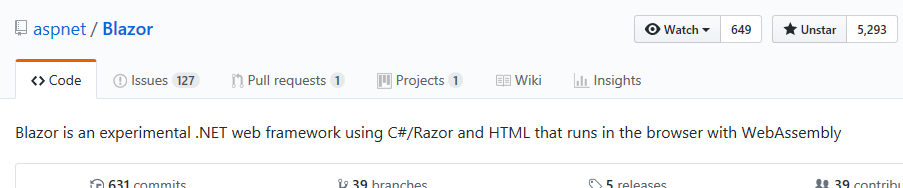 aspnet / Blazor
Watch 649
Unstar 5,293
Code Issues 127 Pull requests 1 Projects 1 Wiki Insights
Blazor is an experimental .NET web framework using C#/Razor and HTML that runs in the browser with WebAssembly
631 commits 39 branches 5 releases 39 contribu